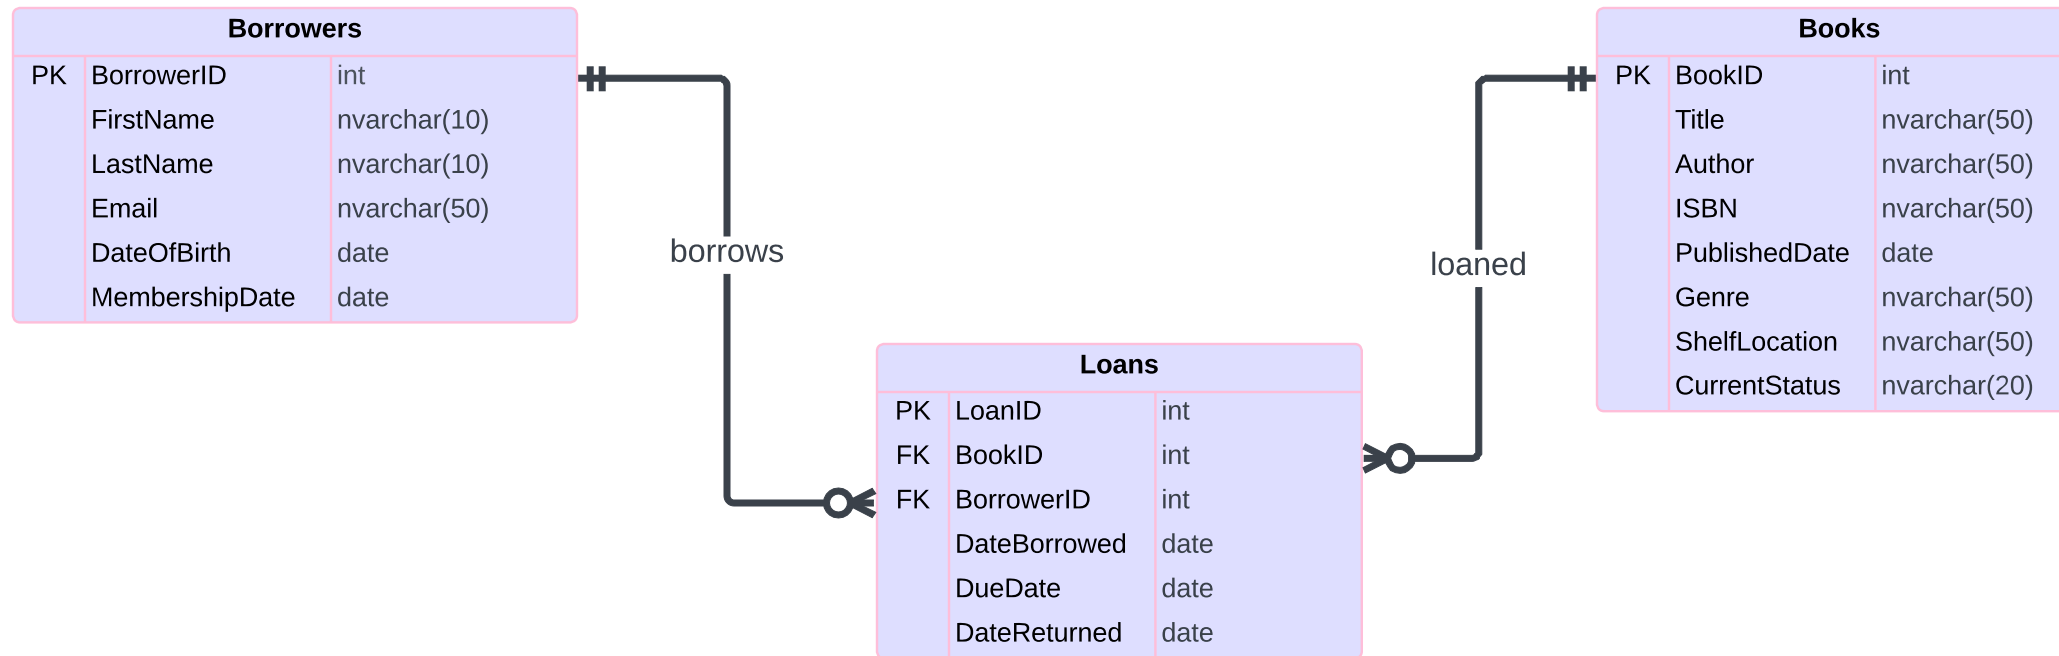 Borrowers
PK BorrowerID int
FirstName nvarchar(10)
LastName nvarchar(10)
Email nvarchar(50)
DateOfBirth date
MembershipDate date
borrows
Loans
PK LoanID int
FK BookID int
FK BorrowerID int
DateBorrowed date
DueDate date
DateReturned date
loaned
Books
PK BookID int
Title nvarchar(50)
Author nvarchar(50)
ISBN nvarchar(50)
PublishedDate date
Genre nvarchar(50)
ShelfLocation nvarchar(50)
CurrentStatus nvarchar(20)